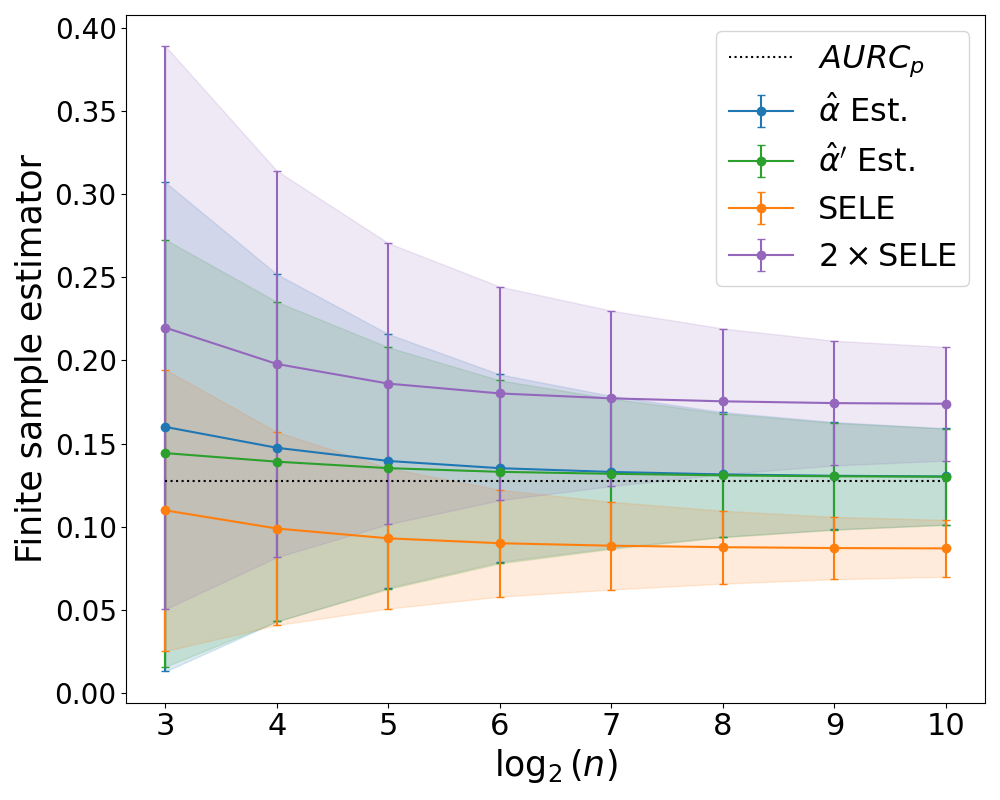 0.40
0.35
0.30
0.25
0.20
0.15
0.10
0.05
0.00
Finite sample estimator
3 4 5 6 7 8 9 10
log₂ (n)
AURCₚ
α̂ Est.
α̂′ Est.
SELE
2 × SELE